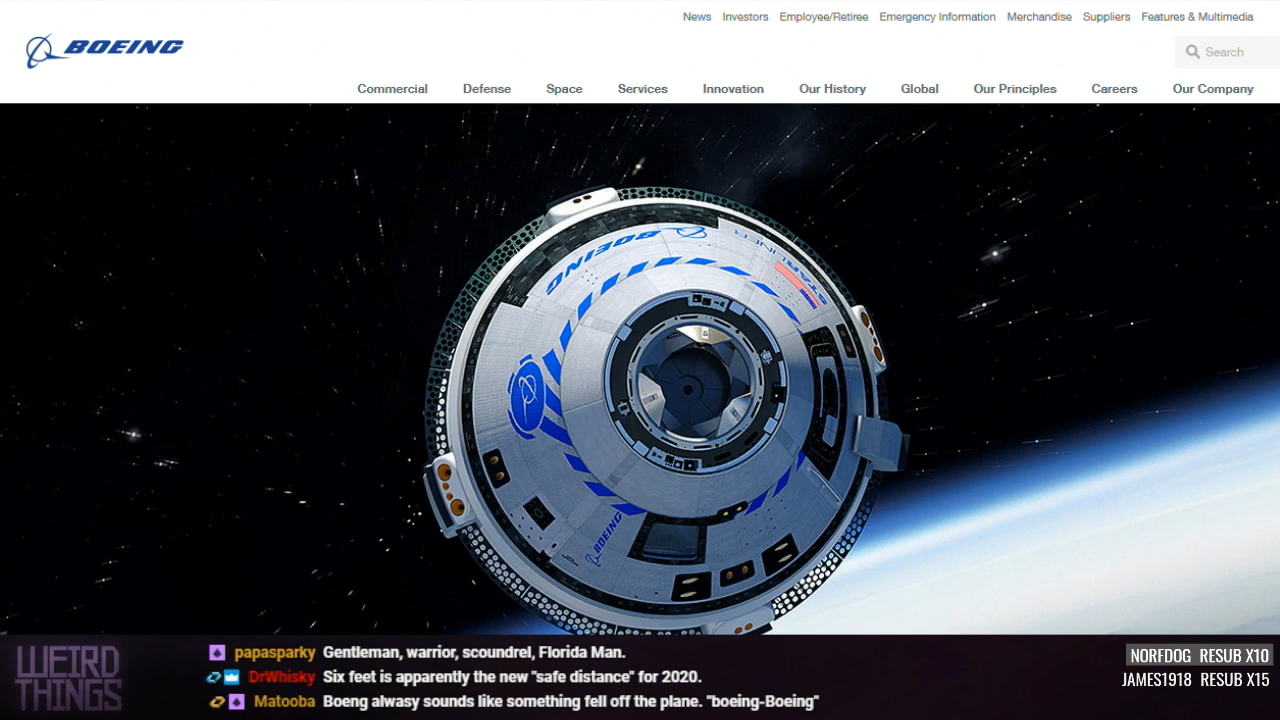 News Investors Employee/Retiree Emergency Information Merchandise Suppliers Features & Multimedia
BOEING
Search
Commercial Defense Space Services Innovation Our History Global Our Principles Careers Our Company
BOEING
STARLINER
BOEING
WEIRD
THINGS
papasparky Gentleman, warrior, scoundrel, Florida Man.
DrWhisky Six feet is apparently the new "safe distance" for 2020.
Matooba Boeng alwasy sounds like something fell off the plane. "boeing-Boeing"
NORFDOG RESUB X10
JAMES1918 RESUB X15